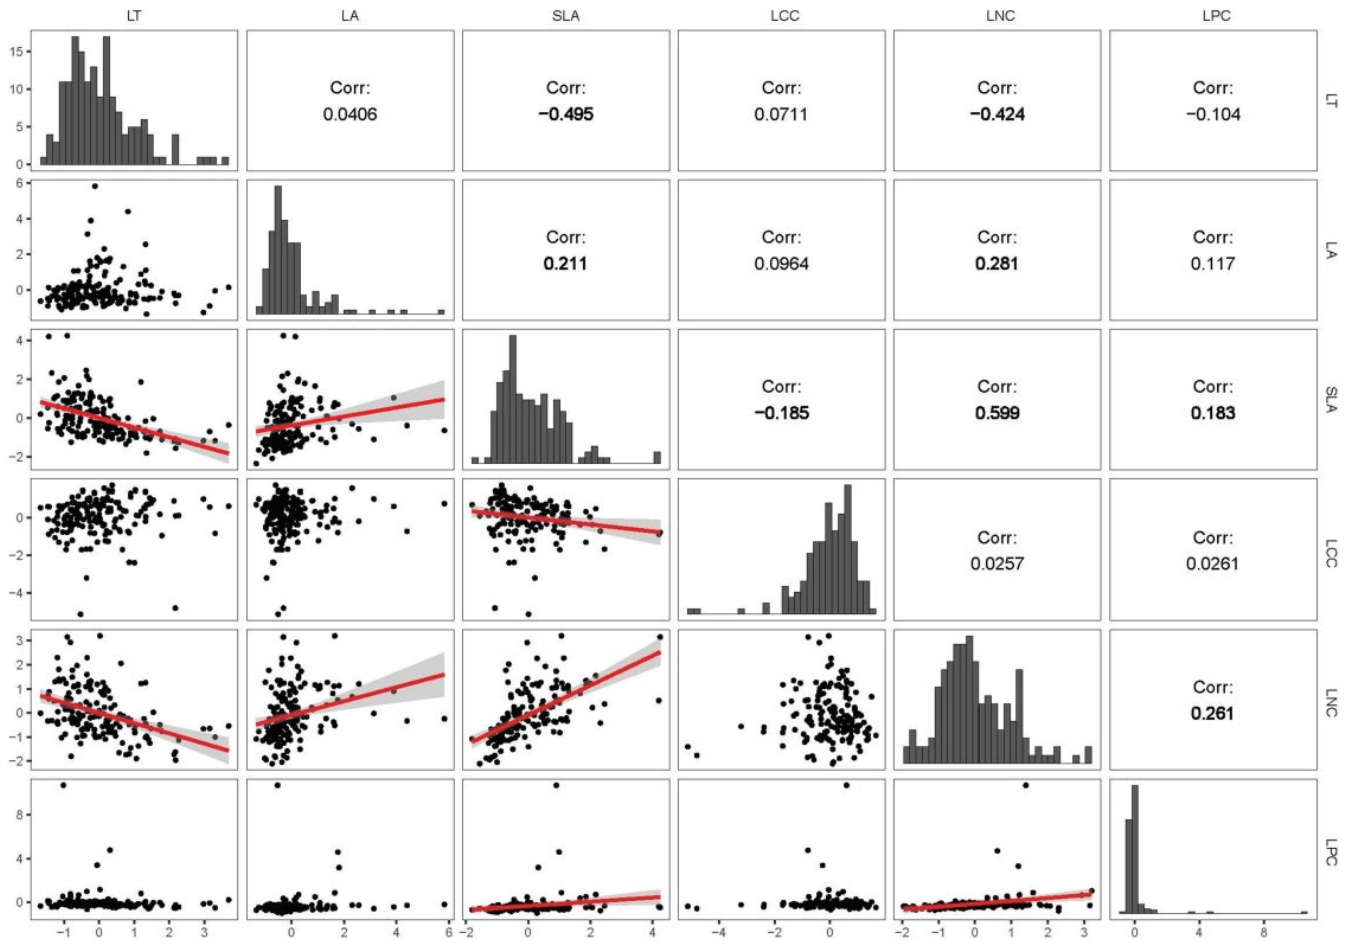 LT LA SLA LCC LNC LPC
15
10
5
0
Corr:
0.0406
Corr:
−0.495
Corr:
0.0711
Corr:
−0.424
Corr:
−0.104
LT
6
4
2
0
Corr:
0.211
Corr:
0.0964
Corr:
0.281
Corr:
0.117
LA
4
2
0
−2
Corr:
−0.185
Corr:
0.599
Corr:
0.183
SLA
0
−2
−4
Corr:
0.0257
Corr:
0.0261
LCC
3
2
1
0
−1
−2
Corr:
0.261
LNC
8
4
0
LPC
−1 0 1 2 3
0 2 4 6
−2 0 2 4
−4 −2 0
−2 −1 0 1 2 3
0 4 8